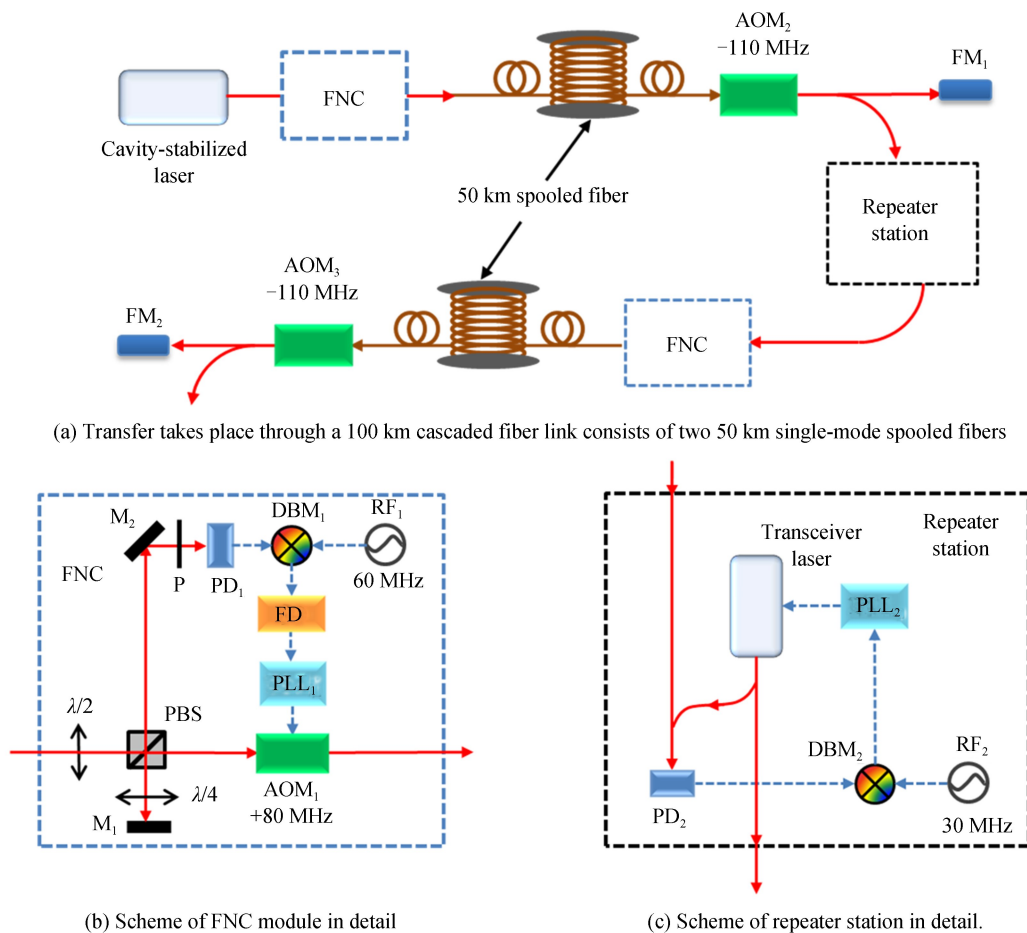 AOM₂
−110 MHz
FM₁
FNC
Cavity-stabilized
laser
50 km spooled fiber
Repeater
station
AOM₃
−110 MHz
FM₂
FNC
(a) Transfer takes place through a 100 km cascaded fiber link consists of two 50 km single-mode spooled fibers
M₂
DBM₁
RF₁
FNC
P
PD₁
60 MHz
FD
PLL₁
λ/2
PBS
AOM₁
+80 MHz
λ/4
M₁
(b) Scheme of FNC module in detail
Transceiver
laser
Repeater
station
PLL₂
DBM₂
RF₂
PD₂
30 MHz
(c) Scheme of repeater station in detail.